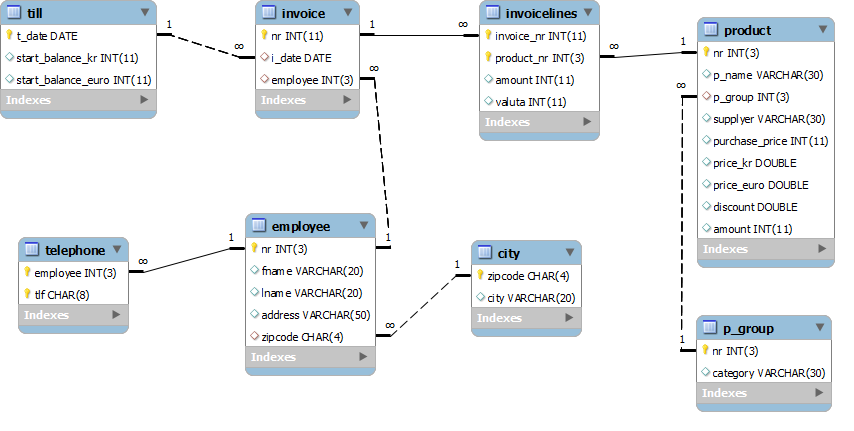 till
t_date DATE
start_balance_kr INT(11)
start_balance_euro INT(11)
Indexes
1
∞
invoice
nr INT(11)
i_date DATE
employee INT(3)
Indexes
1
∞
∞
invoicelines
invoice_nr INT(11)
product_nr INT(3)
amount INT(11)
valuta INT(11)
Indexes
∞
1
product
nr INT(3)
p_name VARCHAR(30)
p_group INT(3)
supplyer VARCHAR(30)
purchase_price INT(11)
price_kr DOUBLE
price_euro DOUBLE
discount DOUBLE
amount INT(11)
Indexes
∞
telephone
employee INT(3)
tlf CHAR(8)
Indexes
∞
1
employee
nr INT(3)
fname VARCHAR(20)
lname VARCHAR(20)
address VARCHAR(50)
zipcode CHAR(4)
Indexes
1
∞
1
city
zipcode CHAR(4)
city VARCHAR(20)
Indexes
1
p_group
nr INT(3)
category VARCHAR(30)
Indexes